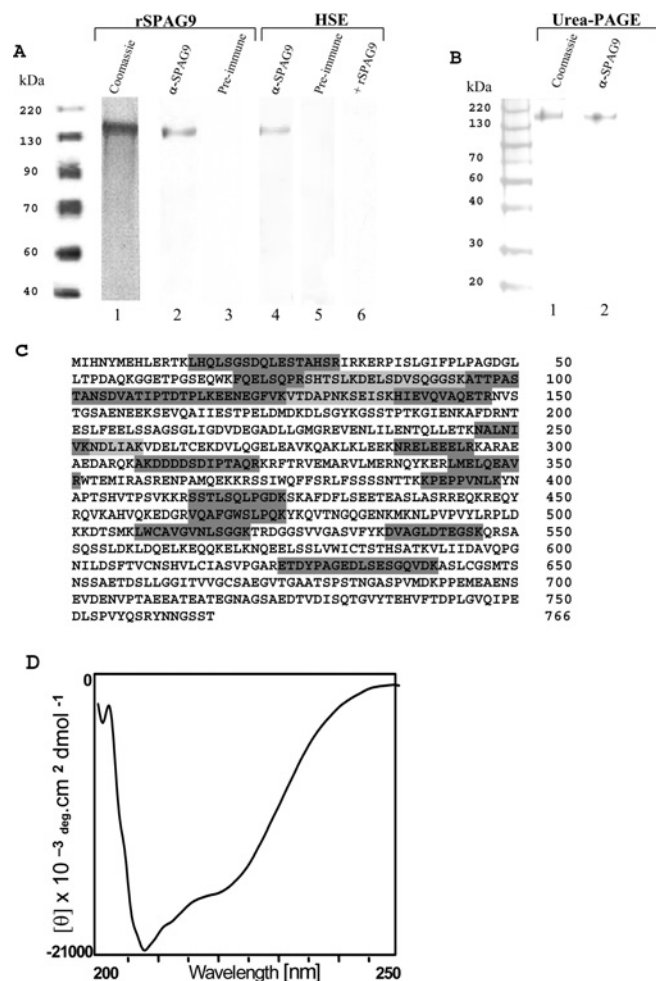 rSPAG9 HSE Urea-PAGE
A B
Coomassie α-SPAG9 Pre-immune α-SPAG9 Pre-immune + rSPAG9 Coomassie α-SPAG9
kDa
220
130
90
70
60
40
1 2 3 4 5 6
kDa
220
130
70
60
40
30
20
1 2
C
MIHNYMEHLERTKLHQLSGSDQLESTAHSRIRKERPISLGIFPLPAGDGL 50
LTPDAQKGGETPGSEQWKFQELSQPRSHTSLKDELSDVSQGGSKATTPAS 100
TANSDVATIPTDTPLKEENEGFVKVTDAPNKSEISKHIEVQVAQETRNVS 150
TGSAENEEKSEVQAIIESTPELDMDKDLSGYKGSSTPTKGIENKAFDRNT 200
ESLFEELSSAGSGLIGDVDEGADLLGMGREVENLILENTQLLETKNALNI 250
VKNDLIAKVDELTCEKDVLQGELEAVKQAKLKLEEKNRELEEELRKARAE 300
AEDARQKAKDDDDSDIPTAQRKRFTRVEMARVLMERNQYKERLMELQEAV 350
RWTEMIRASRENPAMQEKKRSSIWQFFSRLFSSSSNTTKKPEPPVNLKYN 400
APTSHVTPSVKKRSSTLSQLPGDKSKAFDFLSEETEASLASRREQKREQY 450
RQVKAHVQKEDGRVQAFGWSLPQKYKQVTNGQGENKMKNLPVPVYLRPLD 500
KKDTSMKLWCAVGVNLSGGKTRDGGSVVGASVFYKDVAGLDTEGSKQRSA 550
SQSSLDKLDQELKEQQKELKNQEELSSLVWICTSTHSATKVLIIDAVQPG 600
NILDSFTVCNSHVLCIASVPGARETDYPAGEDLSESGQVDKASLCGSMTS 650
NSSAETDSLLGGITVVGCSAEGVTGAATSPSTNGASPVMDKPPEMEAENS 700
EVDENVPTAEEATEATEGNAGSAEDTVDISQTGVYTEHVFTDPLGVQIPE 750
DLSPVYQSRYNNGSST 766
D
0
[θ] x 10⁻³ deg.cm² dmol⁻¹
-21000
200 Wavelength [nm] 250